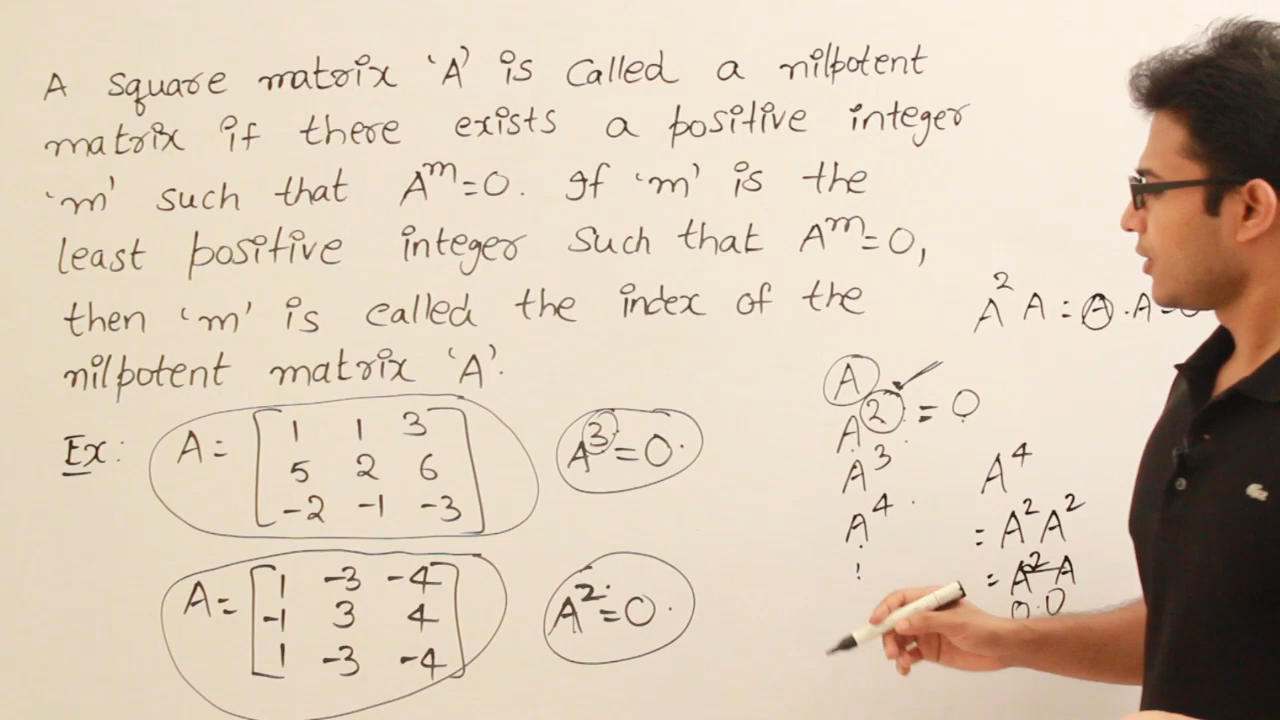 A square matrix 'A' is called a nilpotent
matrix if there exists a positive integer
'm' such that A^m=0. If 'm' is the
least positive integer such that A^m=0,
then 'm' is called the index of the
nilpotent matrix 'A'.
Ex: A= [1 1 3
5 2 6
-2 -1 -3] A^3=0.
A= [1 -3 -4
-1 3 4
1 -3 -4] A^2=0.
A^2 A = A.A=
A
A^2 = 0
A^3
A^4
A^4
= A^2A^2
= A^2A
0.0